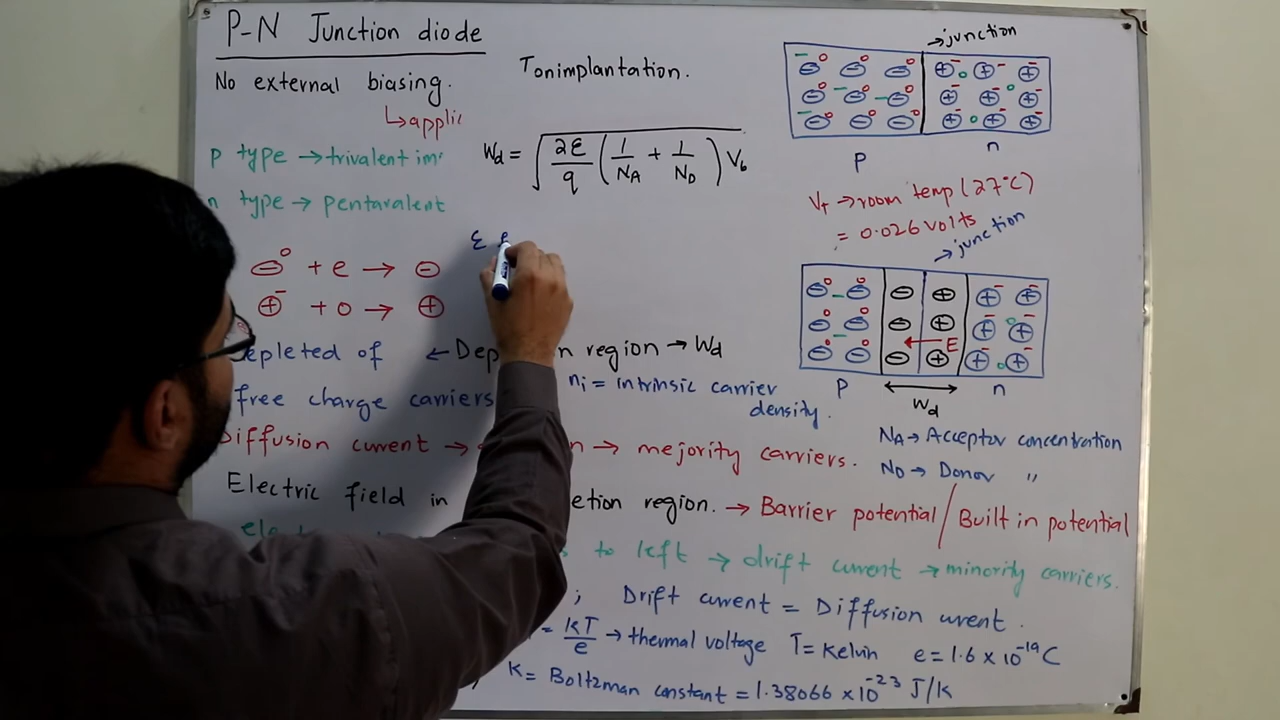 P-N Junction diode
No external biasing.
↳applic
Ionimplantation.
p type → trivalent im
n type → pentavalent
Wd = √(2ε/q (1/NA + 1/ND) Vb)
⊖° + e → ⊖
⊕⁻ + o → ⊕
ε
epleted of ← Dep n region → Wd
free charge carriers
ni = intrinsic carrier
density.
Diffusion current → n → mejority carriers.
Electric field in etion region. → Barrier potential / Built in potential
to left → drift current → minority carriers.
; Drift current = Diffusion urent.
= kT/e → thermal voltage T = Kelvin e = 1.6 × 10⁻¹⁹ C
K = Boltzman constant = 1.38066 × 10⁻²³ J/K
→ junction
p n
VT → room temp (27°C)
= 0.026 volts
→ junction
E
p n
Wd
NA → Acceptor concentration
ND → Donor "